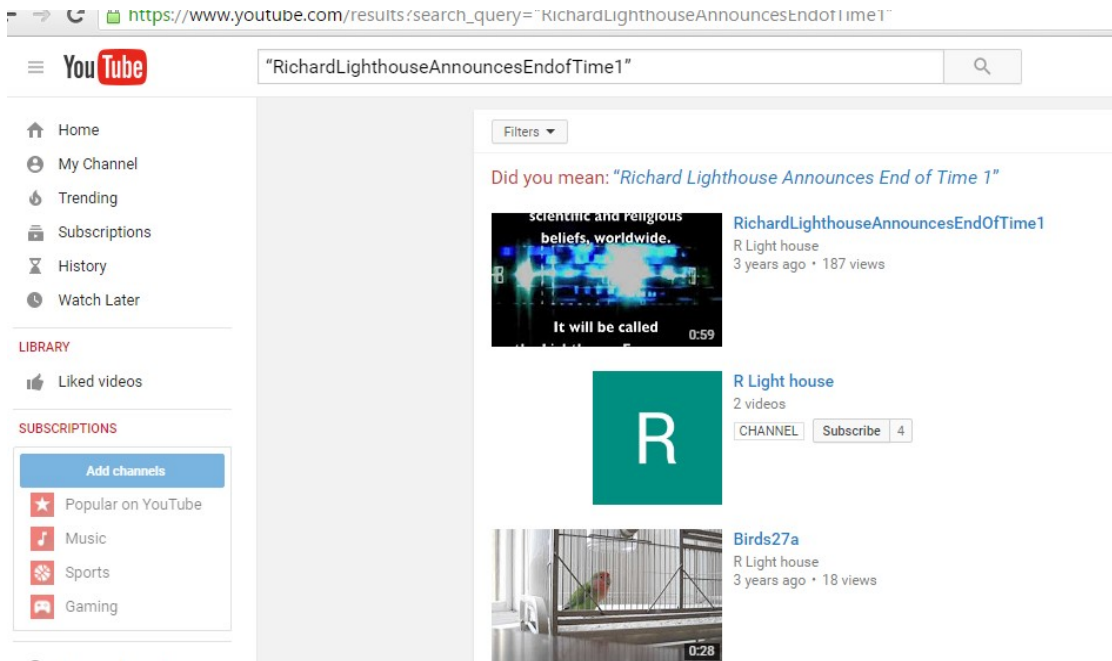 https://www.youtube.com/results?search_query="RichardLighthouseAnnouncesEndofTime1"
YouTube
“RichardLighthouseAnnouncesEndofTime1”
Home
My Channel
Trending
Subscriptions
History
Watch Later
LIBRARY
Liked videos
SUBSCRIPTIONS
Add channels
Popular on YouTube
Music
Sports
Gaming
Filters
Did you mean: “Richard Lighthouse Announces End of Time 1”
scientific and religious
beliefs, worldwide.
It will be called
0:59
RichardLighthouseAnnouncesEndOfTime1
R Light house
3 years ago • 187 views
R
R Light house
2 videos
CHANNEL Subscribe 4
0:28
Birds27a
R Light house
3 years ago • 18 views